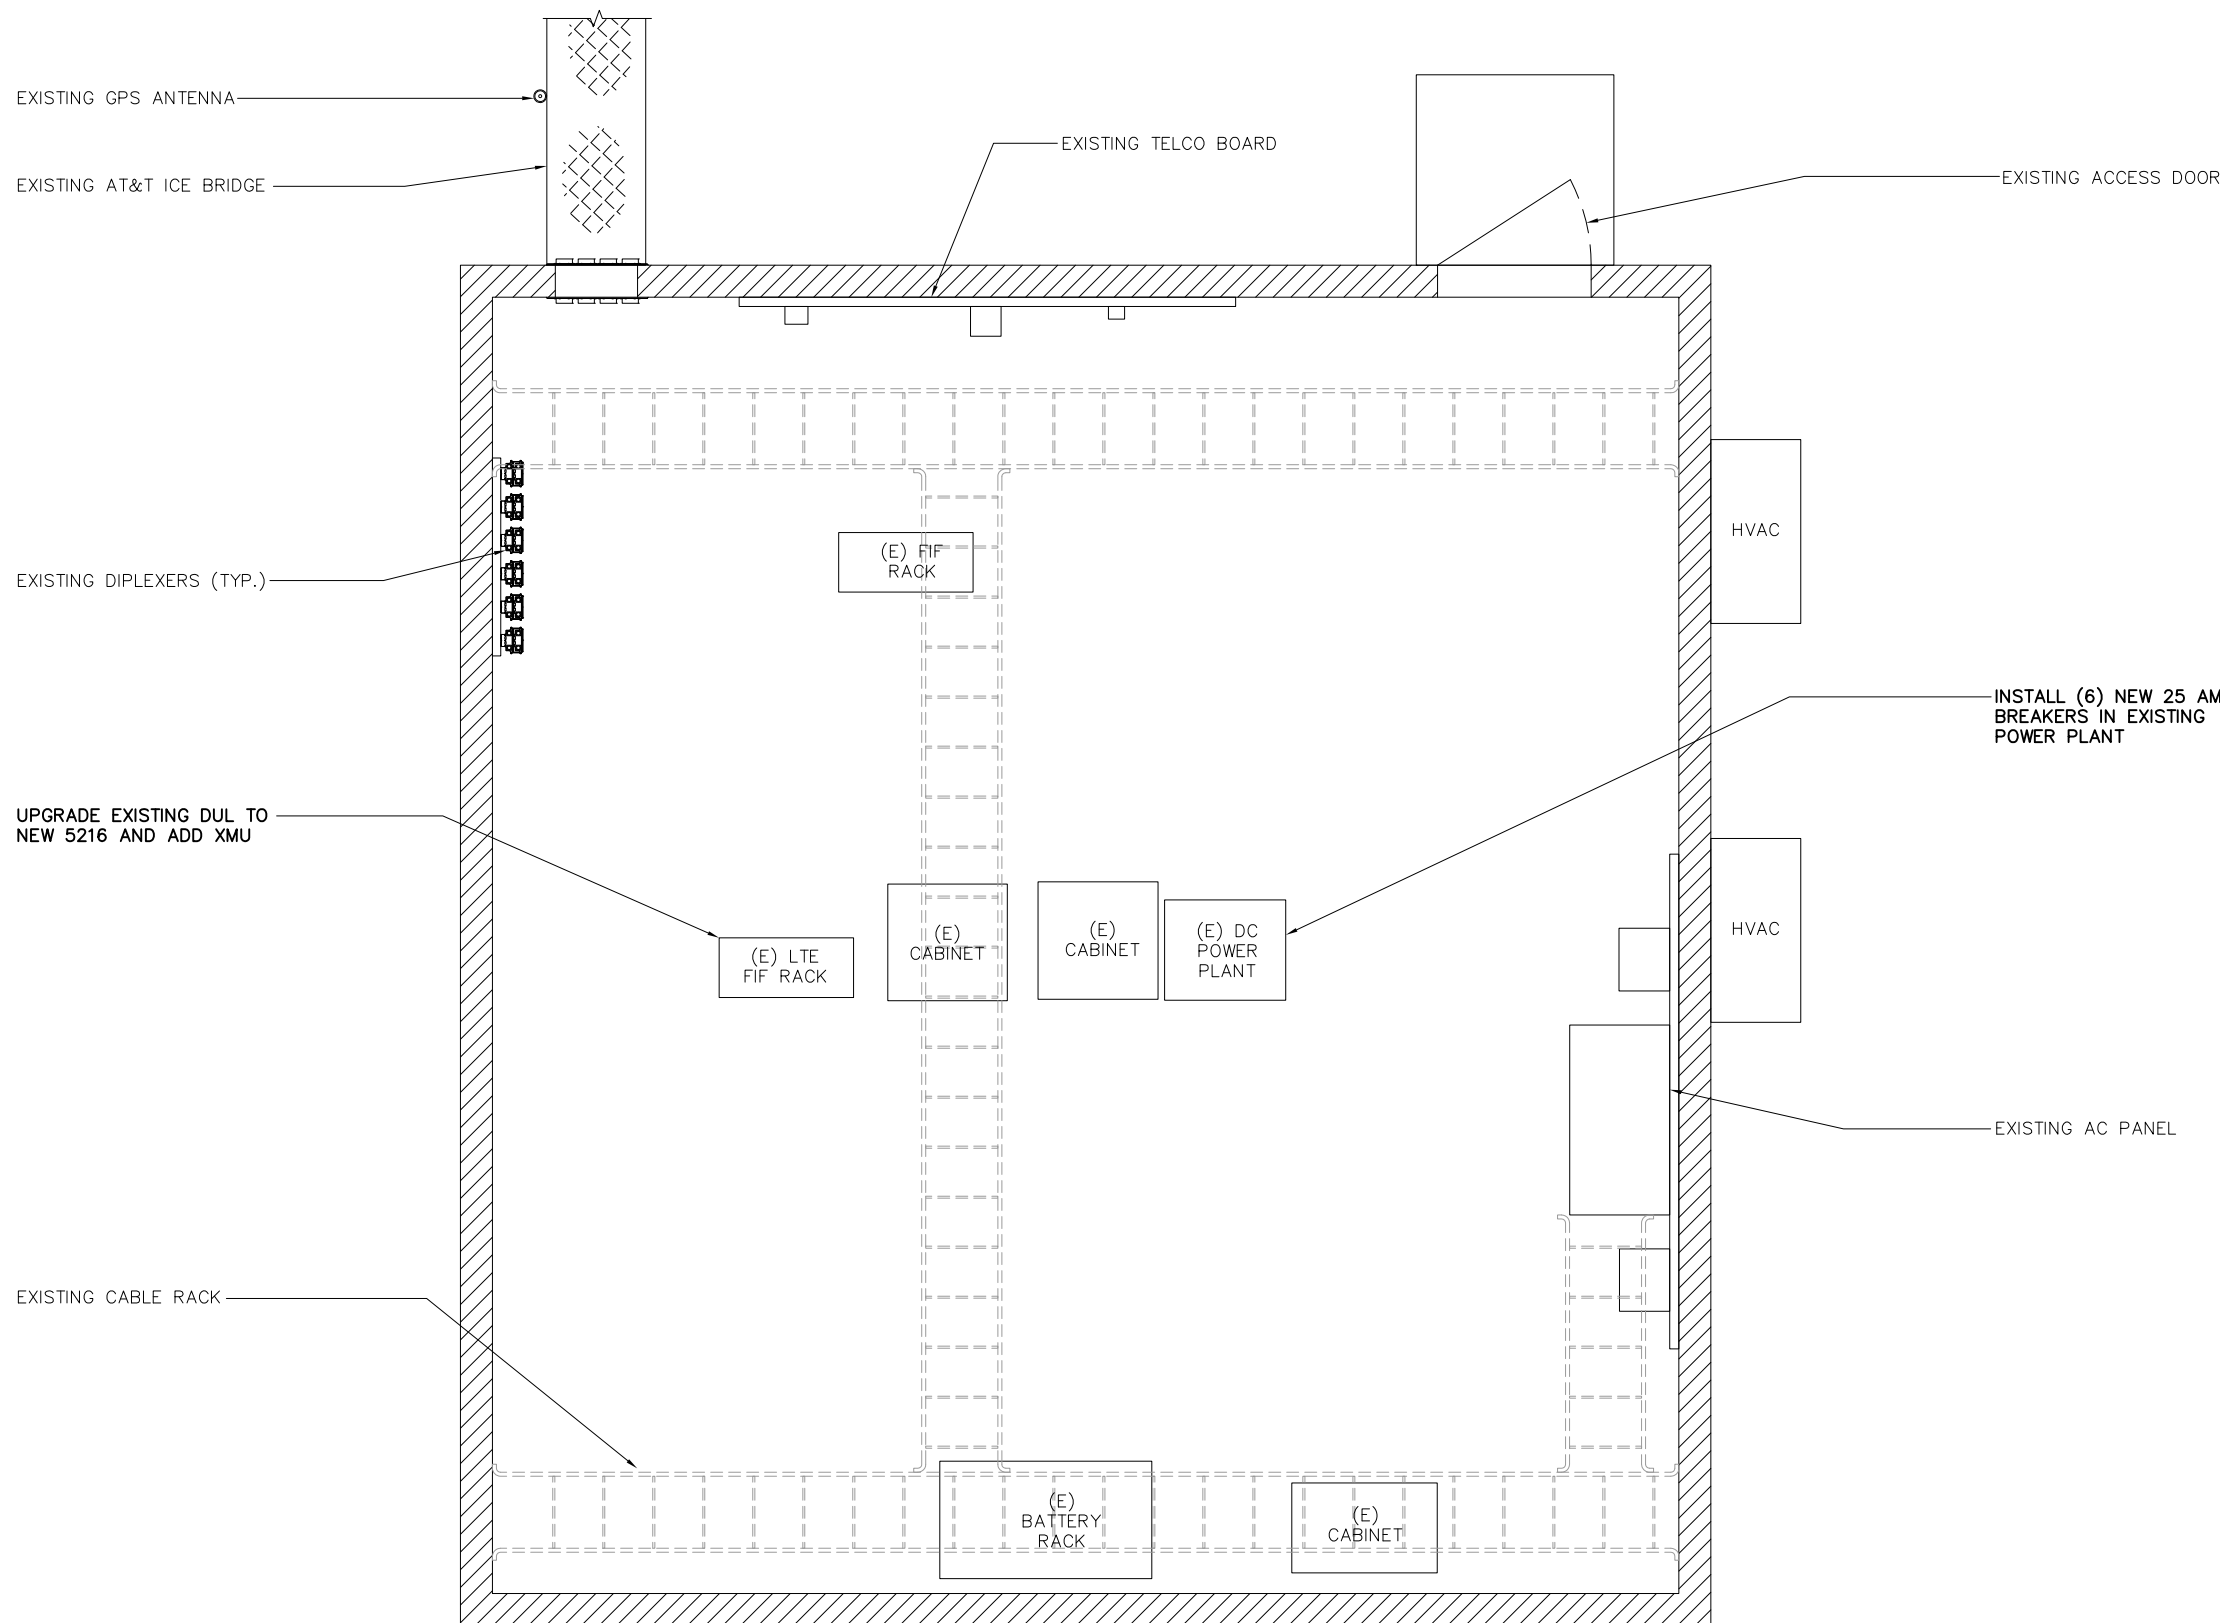 EXISTING GPS ANTENNA
EXISTING TELCO BOARD
EXISTING AT&T ICE BRIDGE
EXISTING ACCESS DOOR
HVAC
(E) FIF
RACK
EXISTING DIPLEXERS (TYP.)
INSTALL (6) NEW 25 AM
BREAKERS IN EXISTING
POWER PLANT
UPGRADE EXISTING DUL TO
NEW 5216 AND ADD XMU
(E) LTE
FIF RACK
(E)
CABINET
(E)
CABINET
(E) DC
POWER
PLANT
HVAC
EXISTING AC PANEL
EXISTING CABLE RACK
(E)
BATTERY
RACK
(E)
CABINET